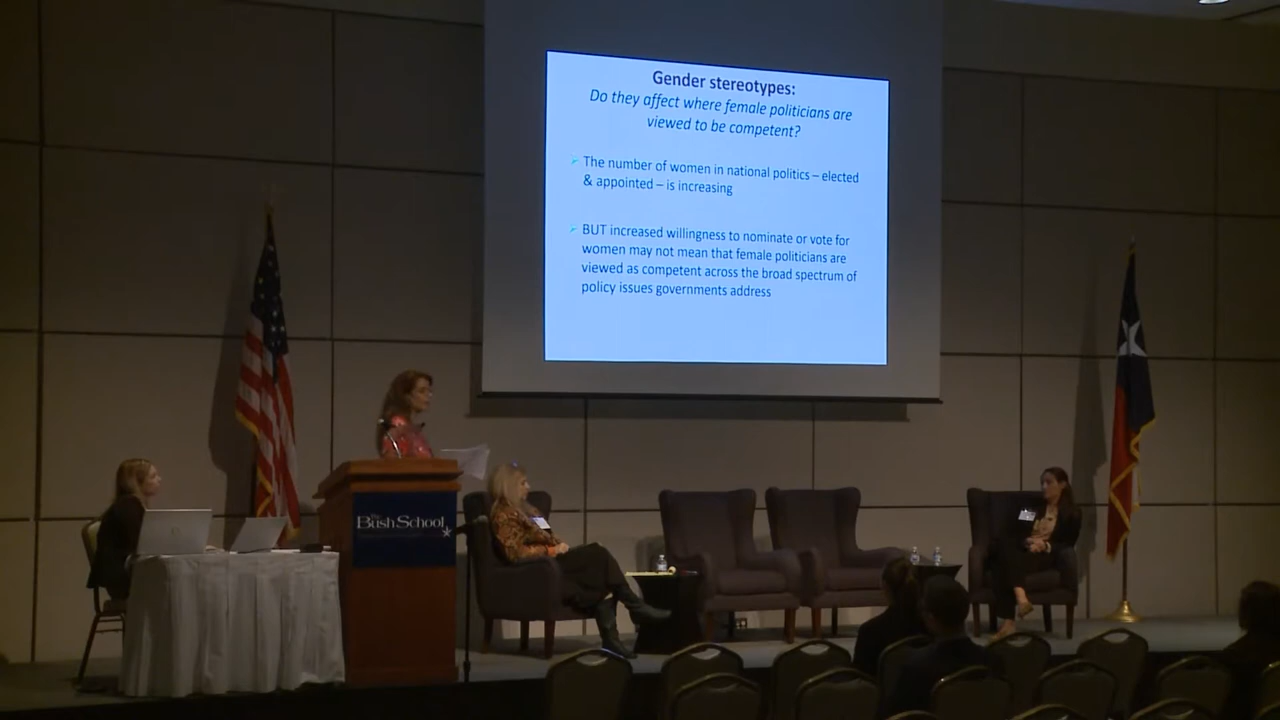 Gender stereotypes:
Do they affect where female politicians are
viewed to be competent?
➢ The number of women in national politics – elected
& appointed – is increasing
➢ BUT increased willingness to nominate or vote for
women may not mean that female politicians are
viewed as competent across the broad spectrum of
policy issues governments address
The
Bush School